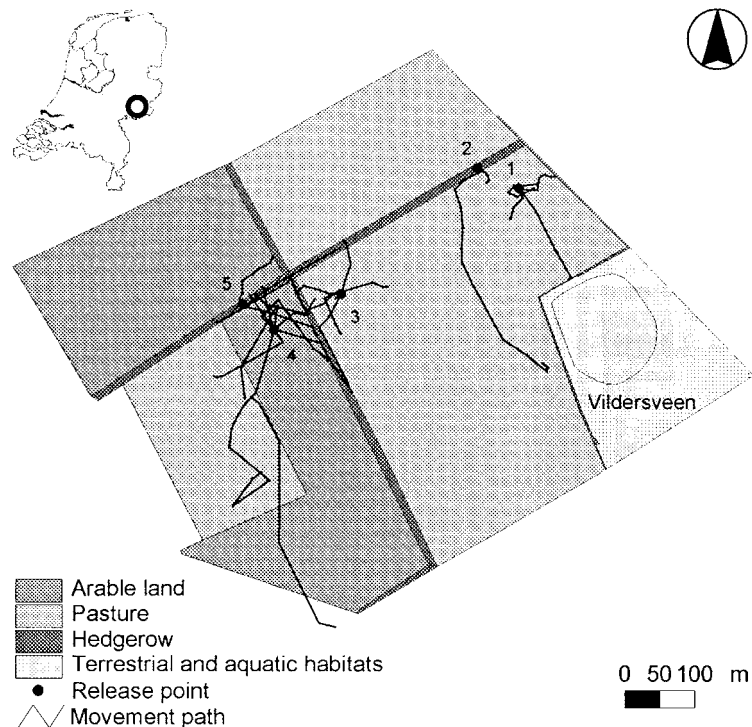 2
1
5
3
4
Vildersveen
Arable land
Pasture
Hedgerow
Terrestrial and aquatic habitats
Release point
Movement path
0 50 100 m